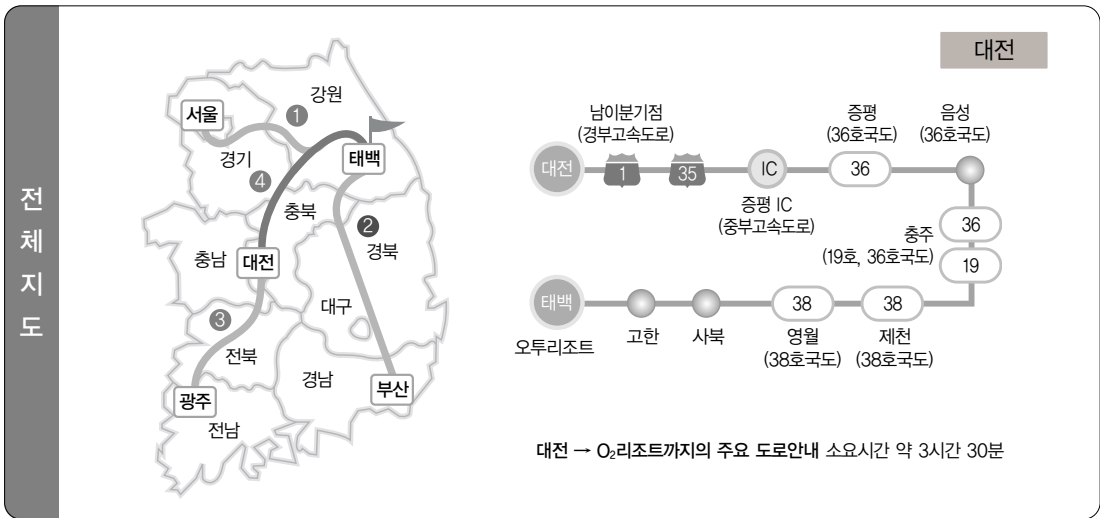 전체지도
대전
서울
강원
1
경기
4
태백
충북
2
경북
충남
대전
대구
3
전북
경남
부산
광주
전남
남이분기점
(경부고속도로)
증평
(36호국도)
음성
(36호국도)
대전
1
35
IC
36
증평 IC
(중부고속도로)
36
충주
(19호, 36호국도)
19
태백
38
38
오투리조트
고한
사북
영월
(38호국도)
제천
(38호국도)
대전 → O₂리조트까지의 주요 도로안내 소요시간 약 3시간 30분